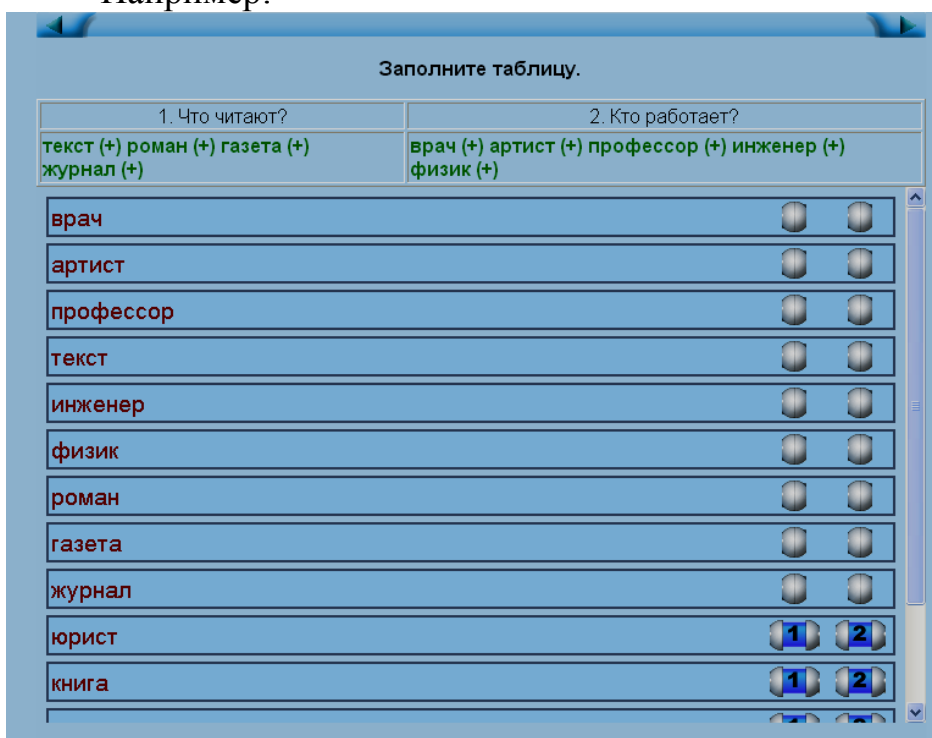 Например:
Заполните таблицу.
1. Что читают?
2. Кто работает?
текст (+) роман (+) газета (+)
журнал (+)
врач (+) артист (+) профессор (+) инженер (+)
физик (+)
врач
артист
профессор
текст
инженер
физик
роман
газета
журнал
юрист 1 2
книга 1 2